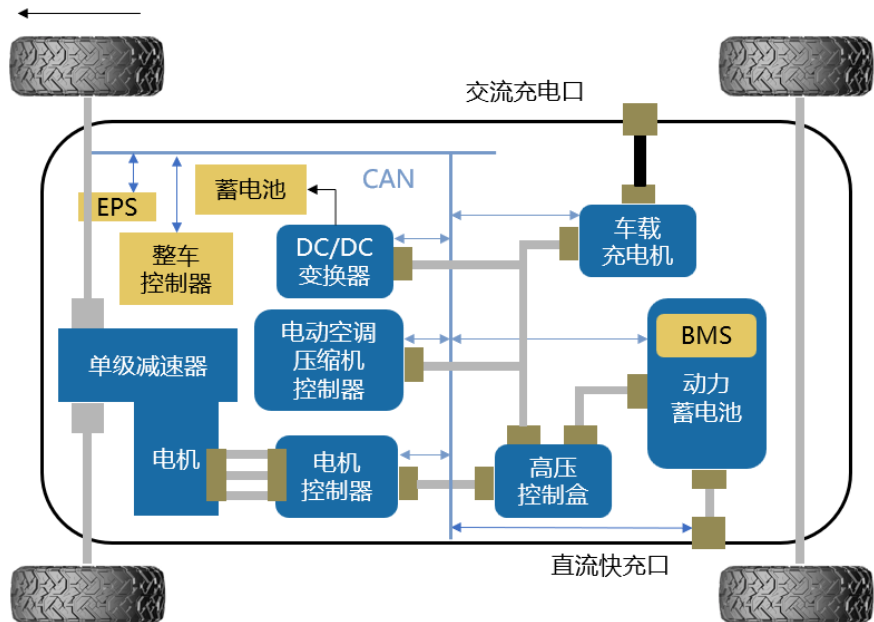 交流充电口
CAN
蓄电池
EPS
车载
充电机
整车
控制器
DC/DC
变换器
电动空调
压缩机
控制器
BMS
动力
蓄电池
单级减速器
电机
电机
控制器
高压
控制盒
直流快充口